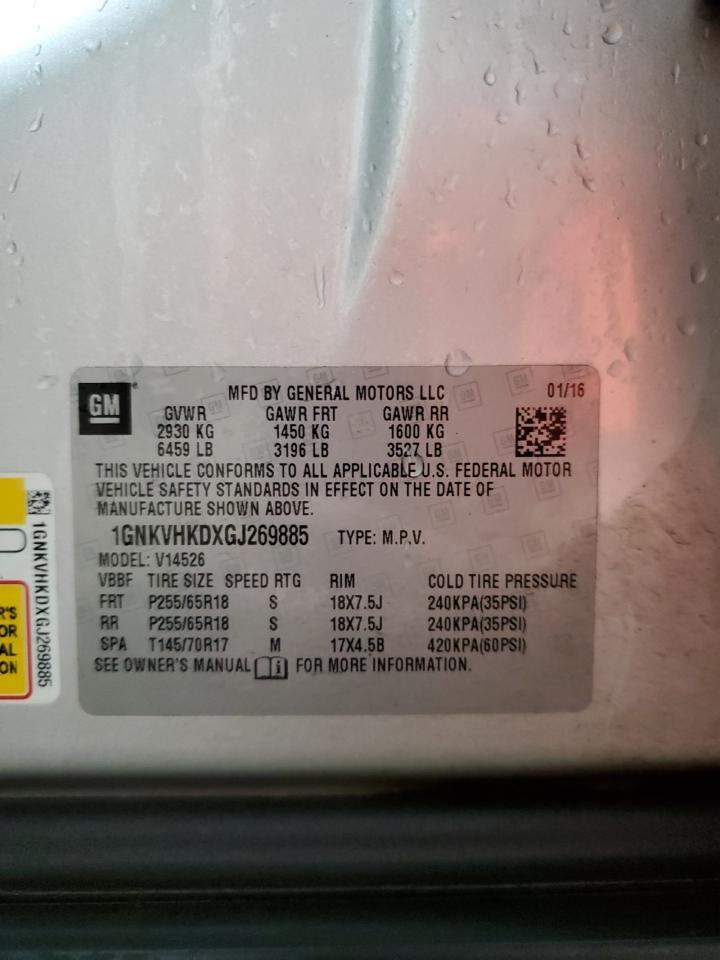 GM
MFD BY GENERAL MOTORS LLC 01/16
GVWR GAWR FRT GAWR RR
2930 KG 1450 KG 1600 KG
6459 LB 3196 LB 3527 LB
THIS VEHICLE CONFORMS TO ALL APPLICABLE U.S. FEDERAL MOTOR
VEHICLE SAFETY STANDARDS IN EFFECT ON THE DATE OF
MANUFACTURE SHOWN ABOVE.
1GNKVHKDXGJ269885 TYPE: M.P.V.
MODEL: V14526
VBBF TIRE SIZE SPEED RTG RIM COLD TIRE PRESSURE
FRT P255/65R18 S 18X7.5J 240KPA(35PSI)
RR P255/65R18 S 18X7.5J 240KPA(35PSI)
SPA T145/70R17 M 17X4.5B 420KPA(60PSI)
SEE OWNER'S MANUAL FOR MORE INFORMATION.
1GNKVHKDXGJ269885
R'S
OR
AL
ON